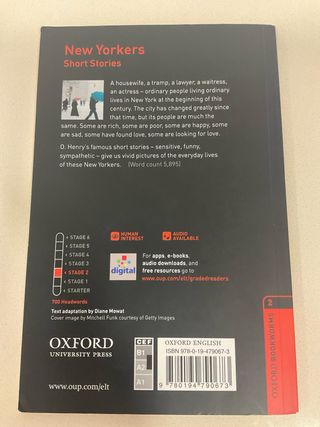 New Yorkers
Short Stories
A housewife, a tramp, a lawyer, a waitress,
an actress – ordinary people living ordinary
lives in New York at the beginning of this
century. The city has changed greatly since
that time, but its people are much the
same. Some are rich, some are poor, some are happy, some
are sad, some have found love, some are looking for love.
O. Henry's famous short stories – sensitive, funny,
sympathetic – give us vivid pictures of the everyday lives
of these New Yorkers. [Word count 5,895]
< STAGE 6
< STAGE 5
< STAGE 4
< STAGE 3
< STAGE 2
< STAGE 1
< STARTER
700 Headwords
HUMAN
INTEREST
AUDIO
AVAILABLE
digital
For apps, e-books,
audio downloads, and
free resources go to
www.oup.com/elt/gradedreaders
Text adaptation by Diane Mowat
Cover image by Mitchell Funk courtesy of Getty Images
OXFORD
UNIVERSITY PRESS
www.oup.com/elt
CEF
B1
A2
A1
OXFORD ENGLISH
ISBN 978-0-19-479067-3
9 780194 790673
2
OXFORD BOOKWORMS